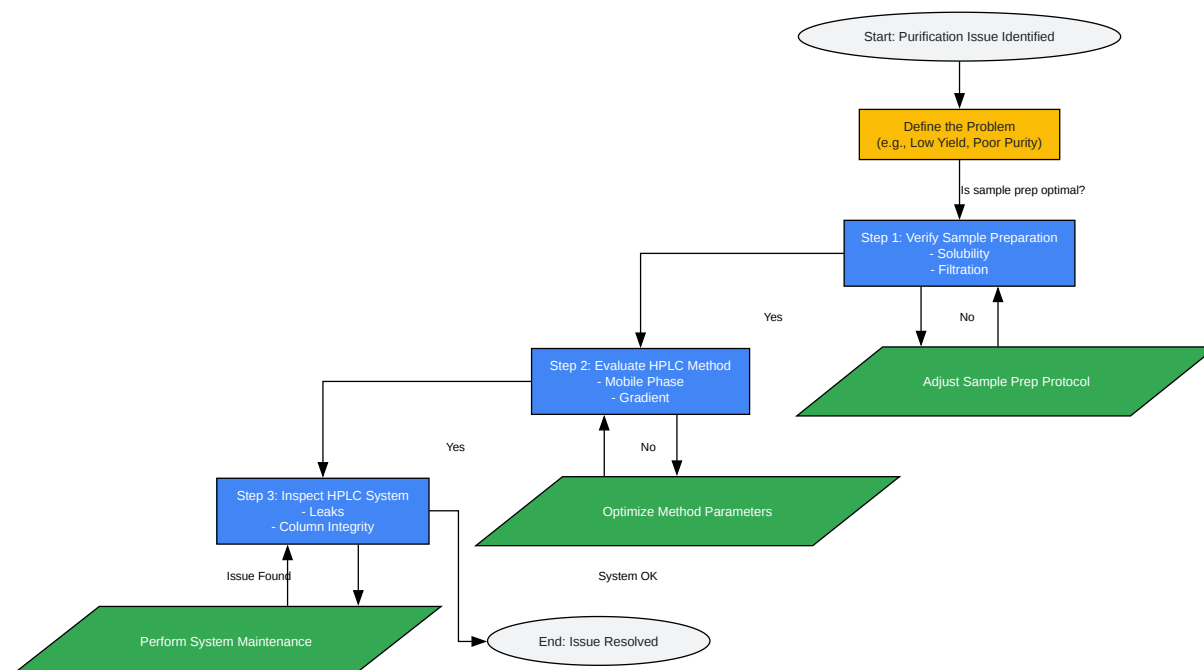 Start: Purification Issue Identified
Define the Problem
(e.g., Low Yield, Poor Purity)
Is sample prep optimal?
Step 1: Verify Sample Preparation
- Solubility
- Filtration
Yes
No
Step 2: Evaluate HPLC Method
- Mobile Phase
- Gradient
Adjust Sample Prep Protocol
Yes
No
Step 3: Inspect HPLC System
- Leaks
- Column Integrity
Optimize Method Parameters
Issue Found
System OK
Perform System Maintenance
End: Issue Resolved